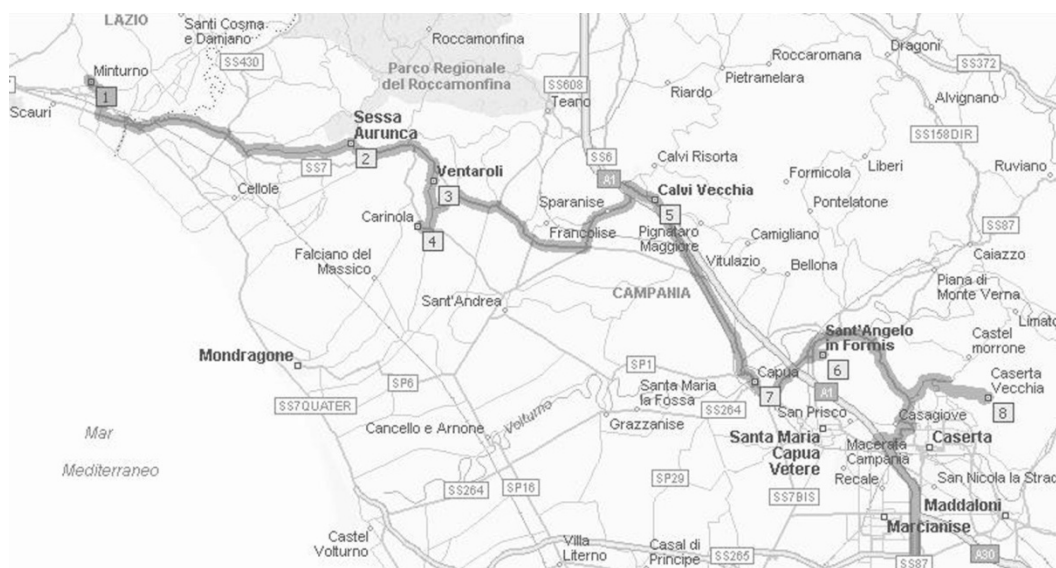 LAZIO
Santi Cosma
e Damiano
Roccamonfina
Dragoni
Roccaromana
SS430
SS372
Minturno
Parco Regionale
del Roccamonfina
Pietramelara
SS608
Riardo
Alvignano
1
Scauri
Teano
Sessa
Aurunca
SS158DIR
2
SS6
Calvi Risorta
Liberi
Ruviano
SS7
Ventaroli
A1
Formicola
Cellole
3
Sparanise
Calvi Vecchia
Pontelatone
Carinola
4
Francolise
5
Pignataro
Maggiore
Camigliano
SS87
Falciano del
Massico
Vitulazio
Bellona
Caiazzo
Piana di
Monte Verna
Sant'Andrea
CAMPANIA
Limato
Sant'Angelo
in Formis
Castel
morrone
Mondragone
SP1
6
SP6
Capua
Caserta
Vecchia
Santa Maria
la Fossa
7
A1
SS7QUATER
SS264
San Prisco
8
Volturno
Casagiove
Cancello e Arnone
Grazzanise
Mar
Mediterraneo
Santa Maria
Capua
Vetere
Macerata
Campania
Caserta
SS264
SP16
SP29
Recale
San Nicola la Strad
SS7BIS
Maddaloni
Marcianise
Castel
Volturno
Villa
Literno
Casal di
Principe
SS265
SS87
A30